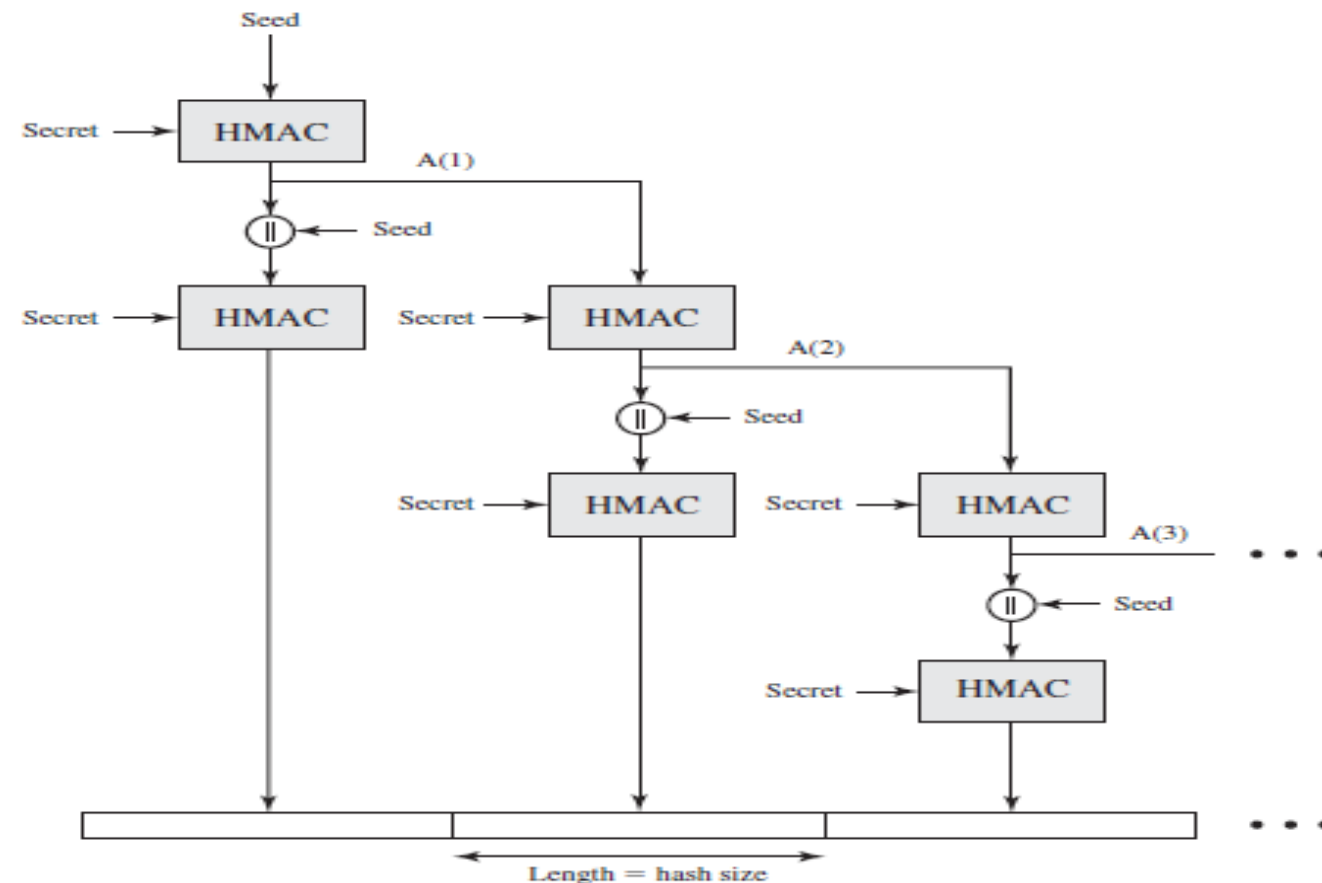 Seed
Secret
HMAC
A(1)
||
Seed
Secret
HMAC
Secret
HMAC
A(2)
||
Seed
Secret
HMAC
Secret
HMAC
A(3)
• • •
||
Seed
Secret
HMAC
• • •
Length = hash size